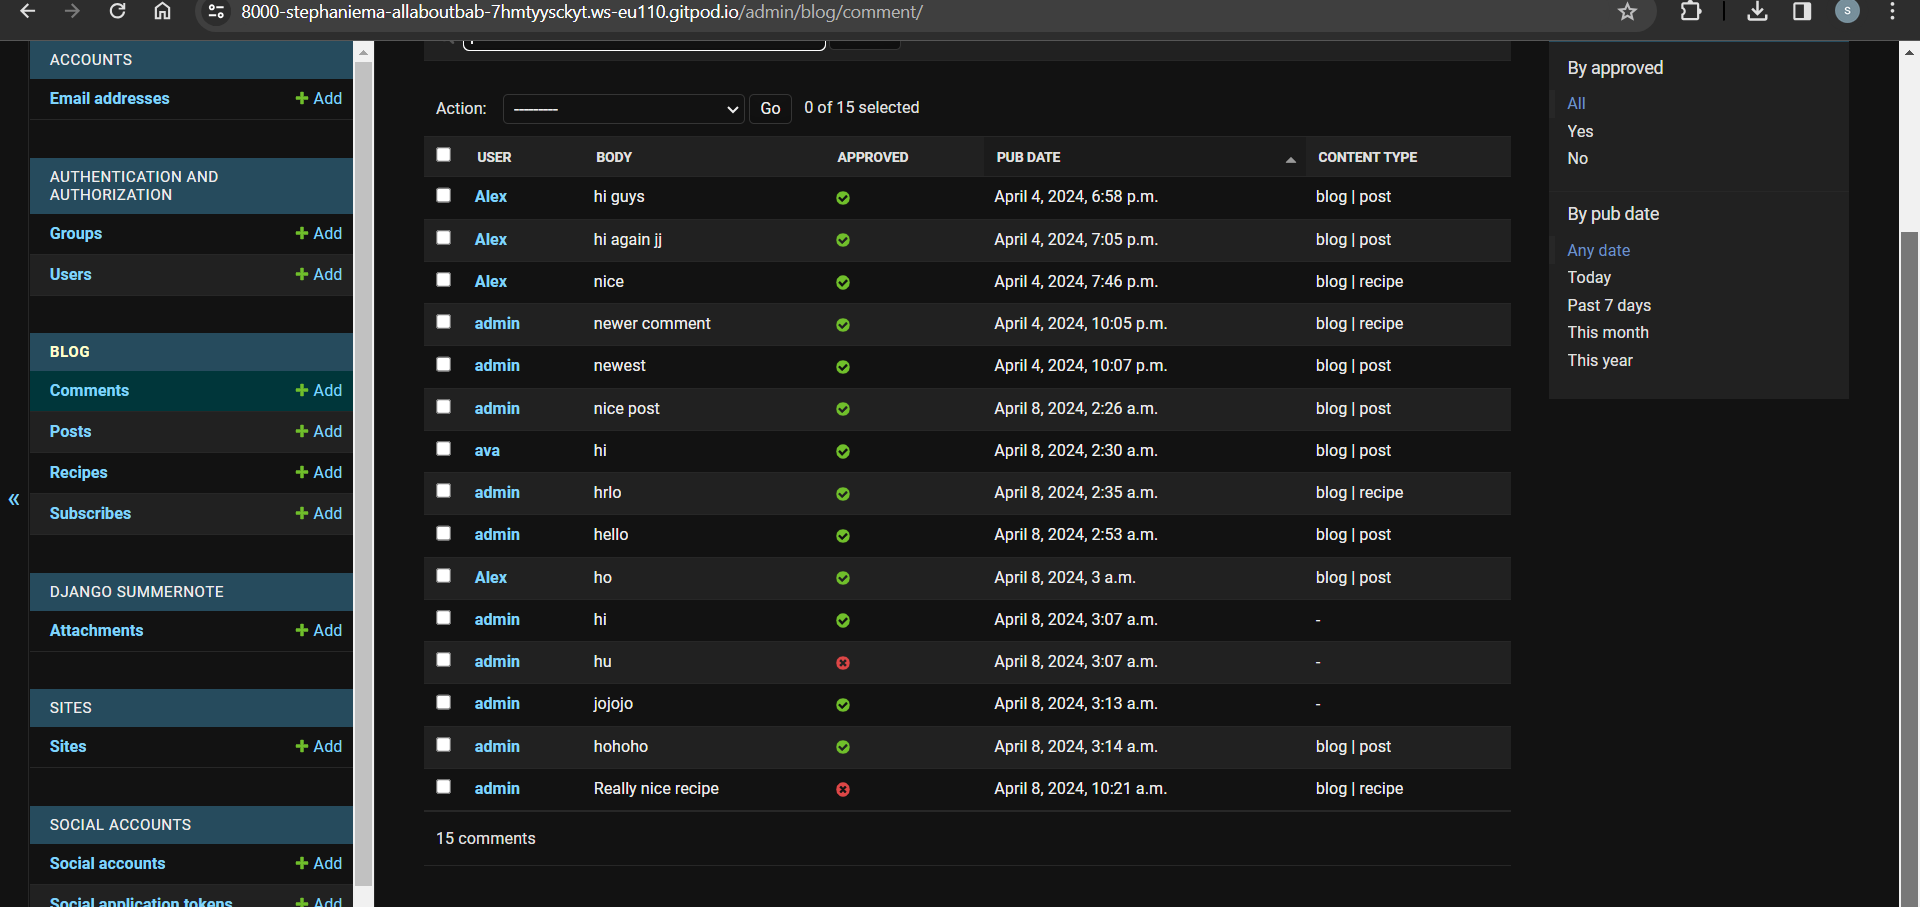 8000-stephaniema-allaboutbab-7hmtyysckyt.ws-eu110.gitpod.io/admin/blog/comment/
S
ACCOUNTS
Email addresses + Add
AUTHENTICATION AND
AUTHORIZATION
Groups + Add
Users + Add
BLOG
Comments + Add
Posts + Add
Recipes + Add
Subscribes + Add
«
DJANGO SUMMERNOTE
Attachments + Add
SITES
Sites + Add
SOCIAL ACCOUNTS
Social accounts + Add
Social application tokens + Add
Action: --------- Go 0 of 15 selected
USER BODY APPROVED PUB DATE CONTENT TYPE
Alex hi guys April 4, 2024, 6:58 p.m. blog | post
Alex hi again jj April 4, 2024, 7:05 p.m. blog | post
Alex nice April 4, 2024, 7:46 p.m. blog | recipe
admin newer comment April 4, 2024, 10:05 p.m. blog | recipe
admin newest April 4, 2024, 10:07 p.m. blog | post
admin nice post April 8, 2024, 2:26 a.m. blog | post
ava hi April 8, 2024, 2:30 a.m. blog | post
admin hrlo April 8, 2024, 2:35 a.m. blog | recipe
admin hello April 8, 2024, 2:53 a.m. blog | post
Alex ho April 8, 2024, 3 a.m. blog | post
admin hi April 8, 2024, 3:07 a.m. -
admin hu April 8, 2024, 3:07 a.m. -
admin jojojo April 8, 2024, 3:13 a.m. -
admin hohoho April 8, 2024, 3:14 a.m. blog | post
admin Really nice recipe April 8, 2024, 10:21 a.m. blog | recipe
15 comments
By approved
All
Yes
No
By pub date
Any date
Today
Past 7 days
This month
This year